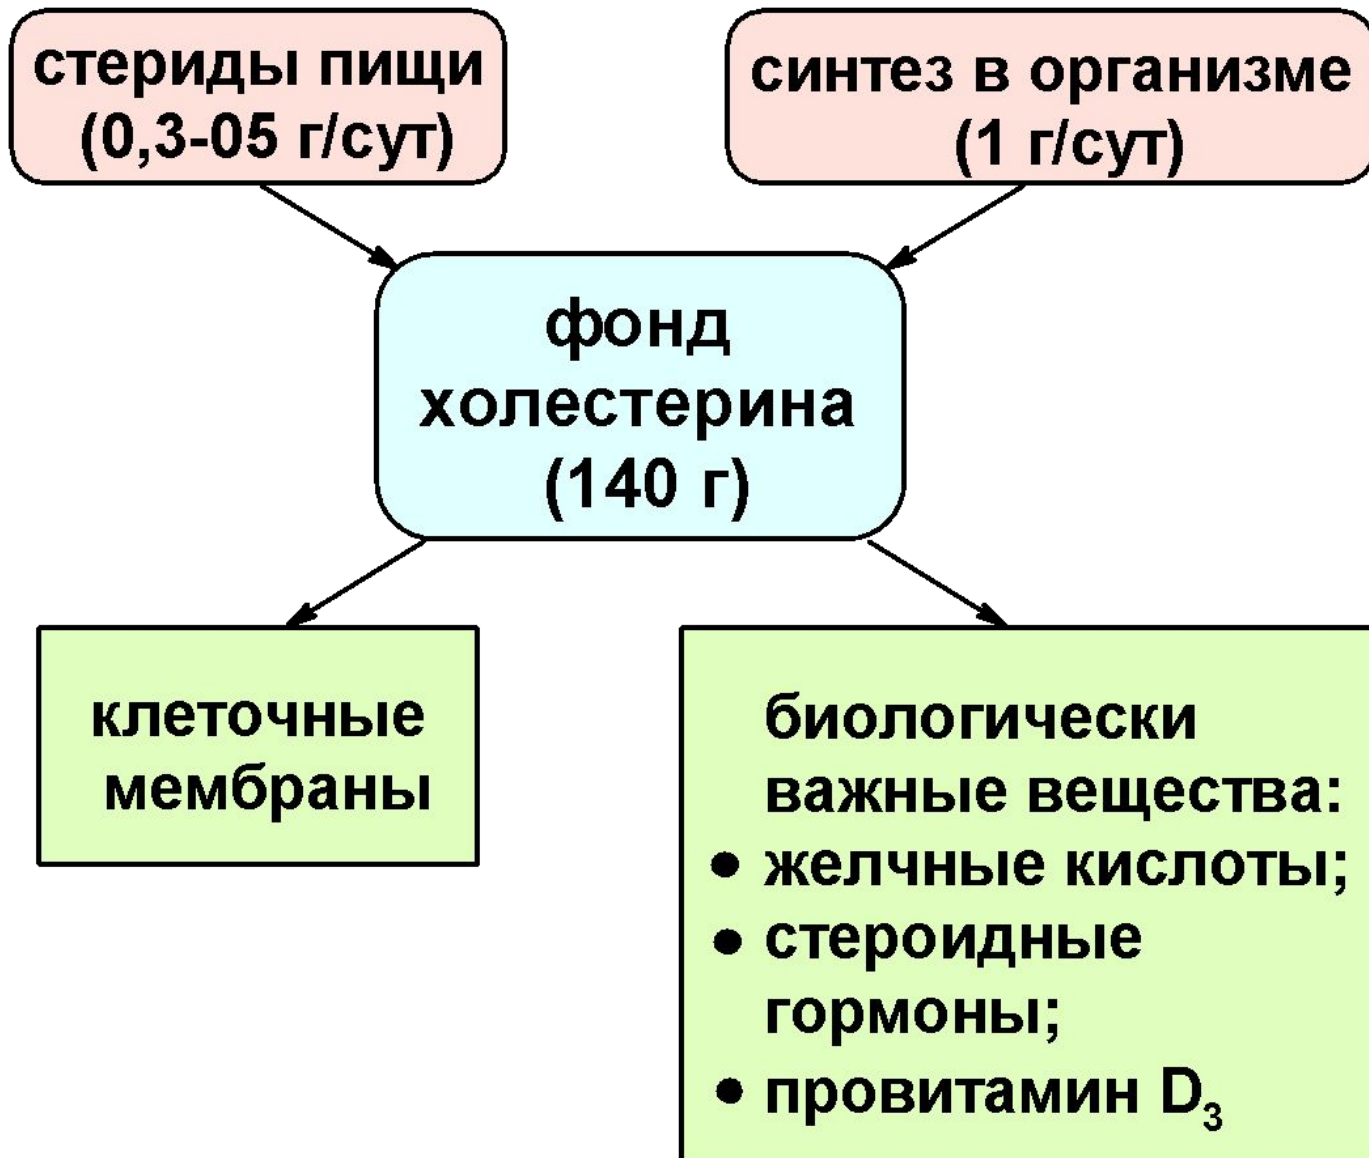 стериды пищи
(0,3-05 г/сут)
синтез в организме
(1 г/сут)
фонд
холестерина
(140 г)
клеточные
мембраны
биологически
важные вещества:
• желчные кислоты;
• стероидные
гормоны;
• провитамин D₃